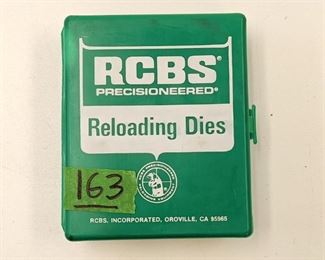 RCBS®
PRECISIONEERED®
Reloading Dies
163
RCBS, INCORPORATED, OROVILLE, CA 95965